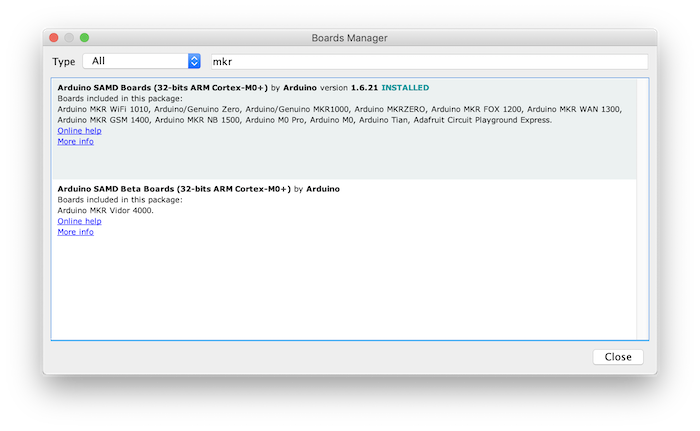 Boards Manager
Type All mkr
Arduino SAMD Boards (32-bits ARM Cortex-M0+) by Arduino version 1.6.21 INSTALLED
Boards included in this package:
Arduino MKR WiFi 1010, Arduino/Genuino Zero, Arduino/Genuino MKR1000, Arduino MKRZERO, Arduino MKR FOX 1200, Arduino MKR WAN 1300,
Arduino MKR GSM 1400, Arduino MKR NB 1500, Arduino M0 Pro, Arduino M0, Arduino Tian, Adafruit Circuit Playground Express.
Online help
More info
Arduino SAMD Beta Boards (32-bits ARM Cortex-M0+) by Arduino
Boards included in this package:
Arduino MKR Vidor 4000.
Online help
More info
Close